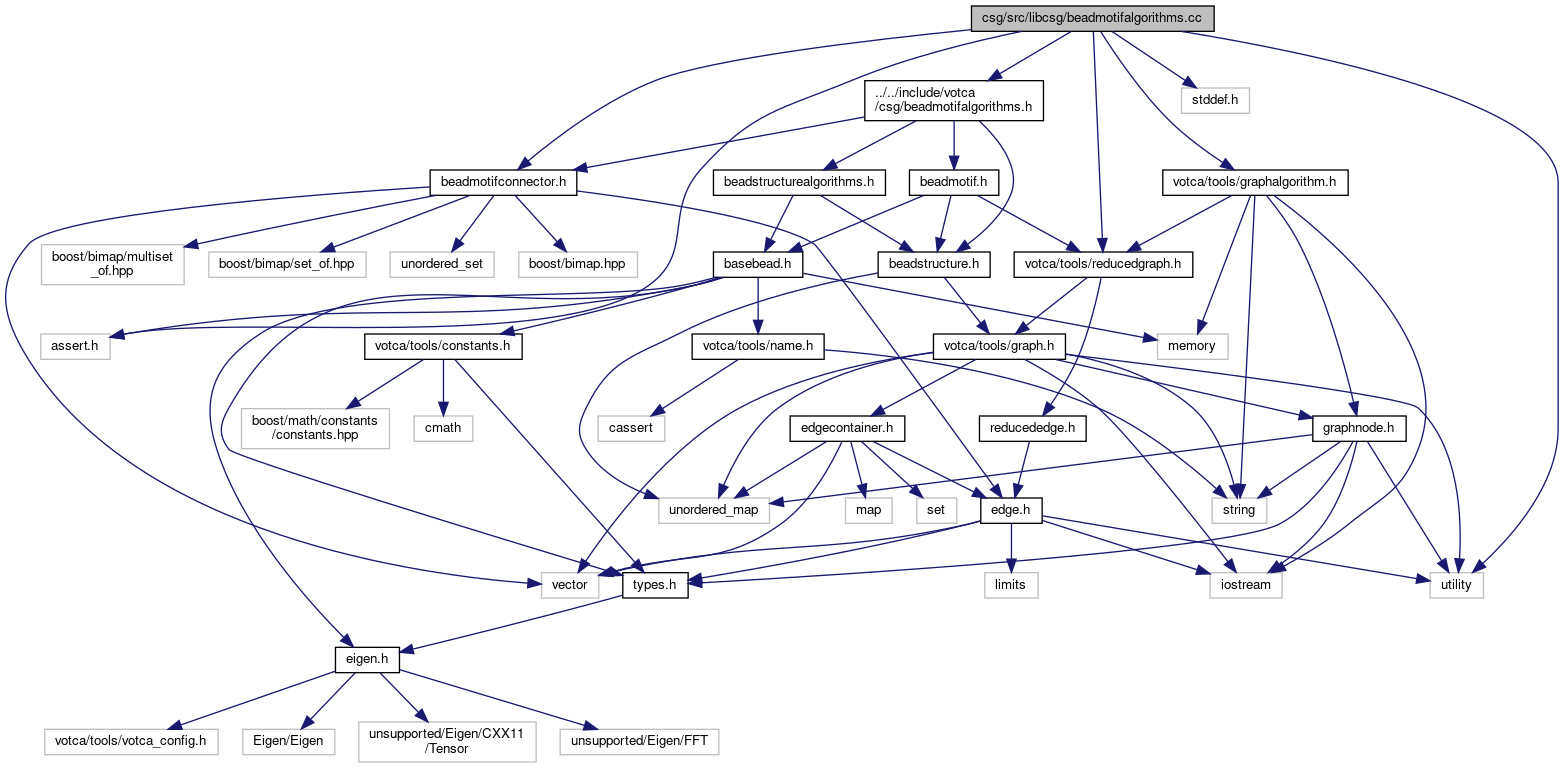 csg/src/libcsg/beadmotifalgorithms.cc
../../include/votca
/csg/beadmotifalgorithms.h
stddef.h
beadmotifconnector.h
beadstructurealgorithms.h
beadmotif.h
votca/tools/graphalgorithm.h
boost/bimap/multiset
_of.hpp
boost/bimap/set_of.hpp
unordered_set
boost/bimap.hpp
basebead.h
beadstructure.h
votca/tools/reducedgraph.h
assert.h
votca/tools/constants.h
votca/tools/name.h
votca/tools/graph.h
memory
boost/math/constants
/constants.hpp
cmath
cassert
edgecontainer.h
reducededge.h
graphnode.h
unordered_map
map
set
edge.h
string
vector
types.h
limits
iostream
utility
eigen.h
votca/tools/votca_config.h
Eigen/Eigen
unsupported/Eigen/CXX11
/Tensor
unsupported/Eigen/FFT